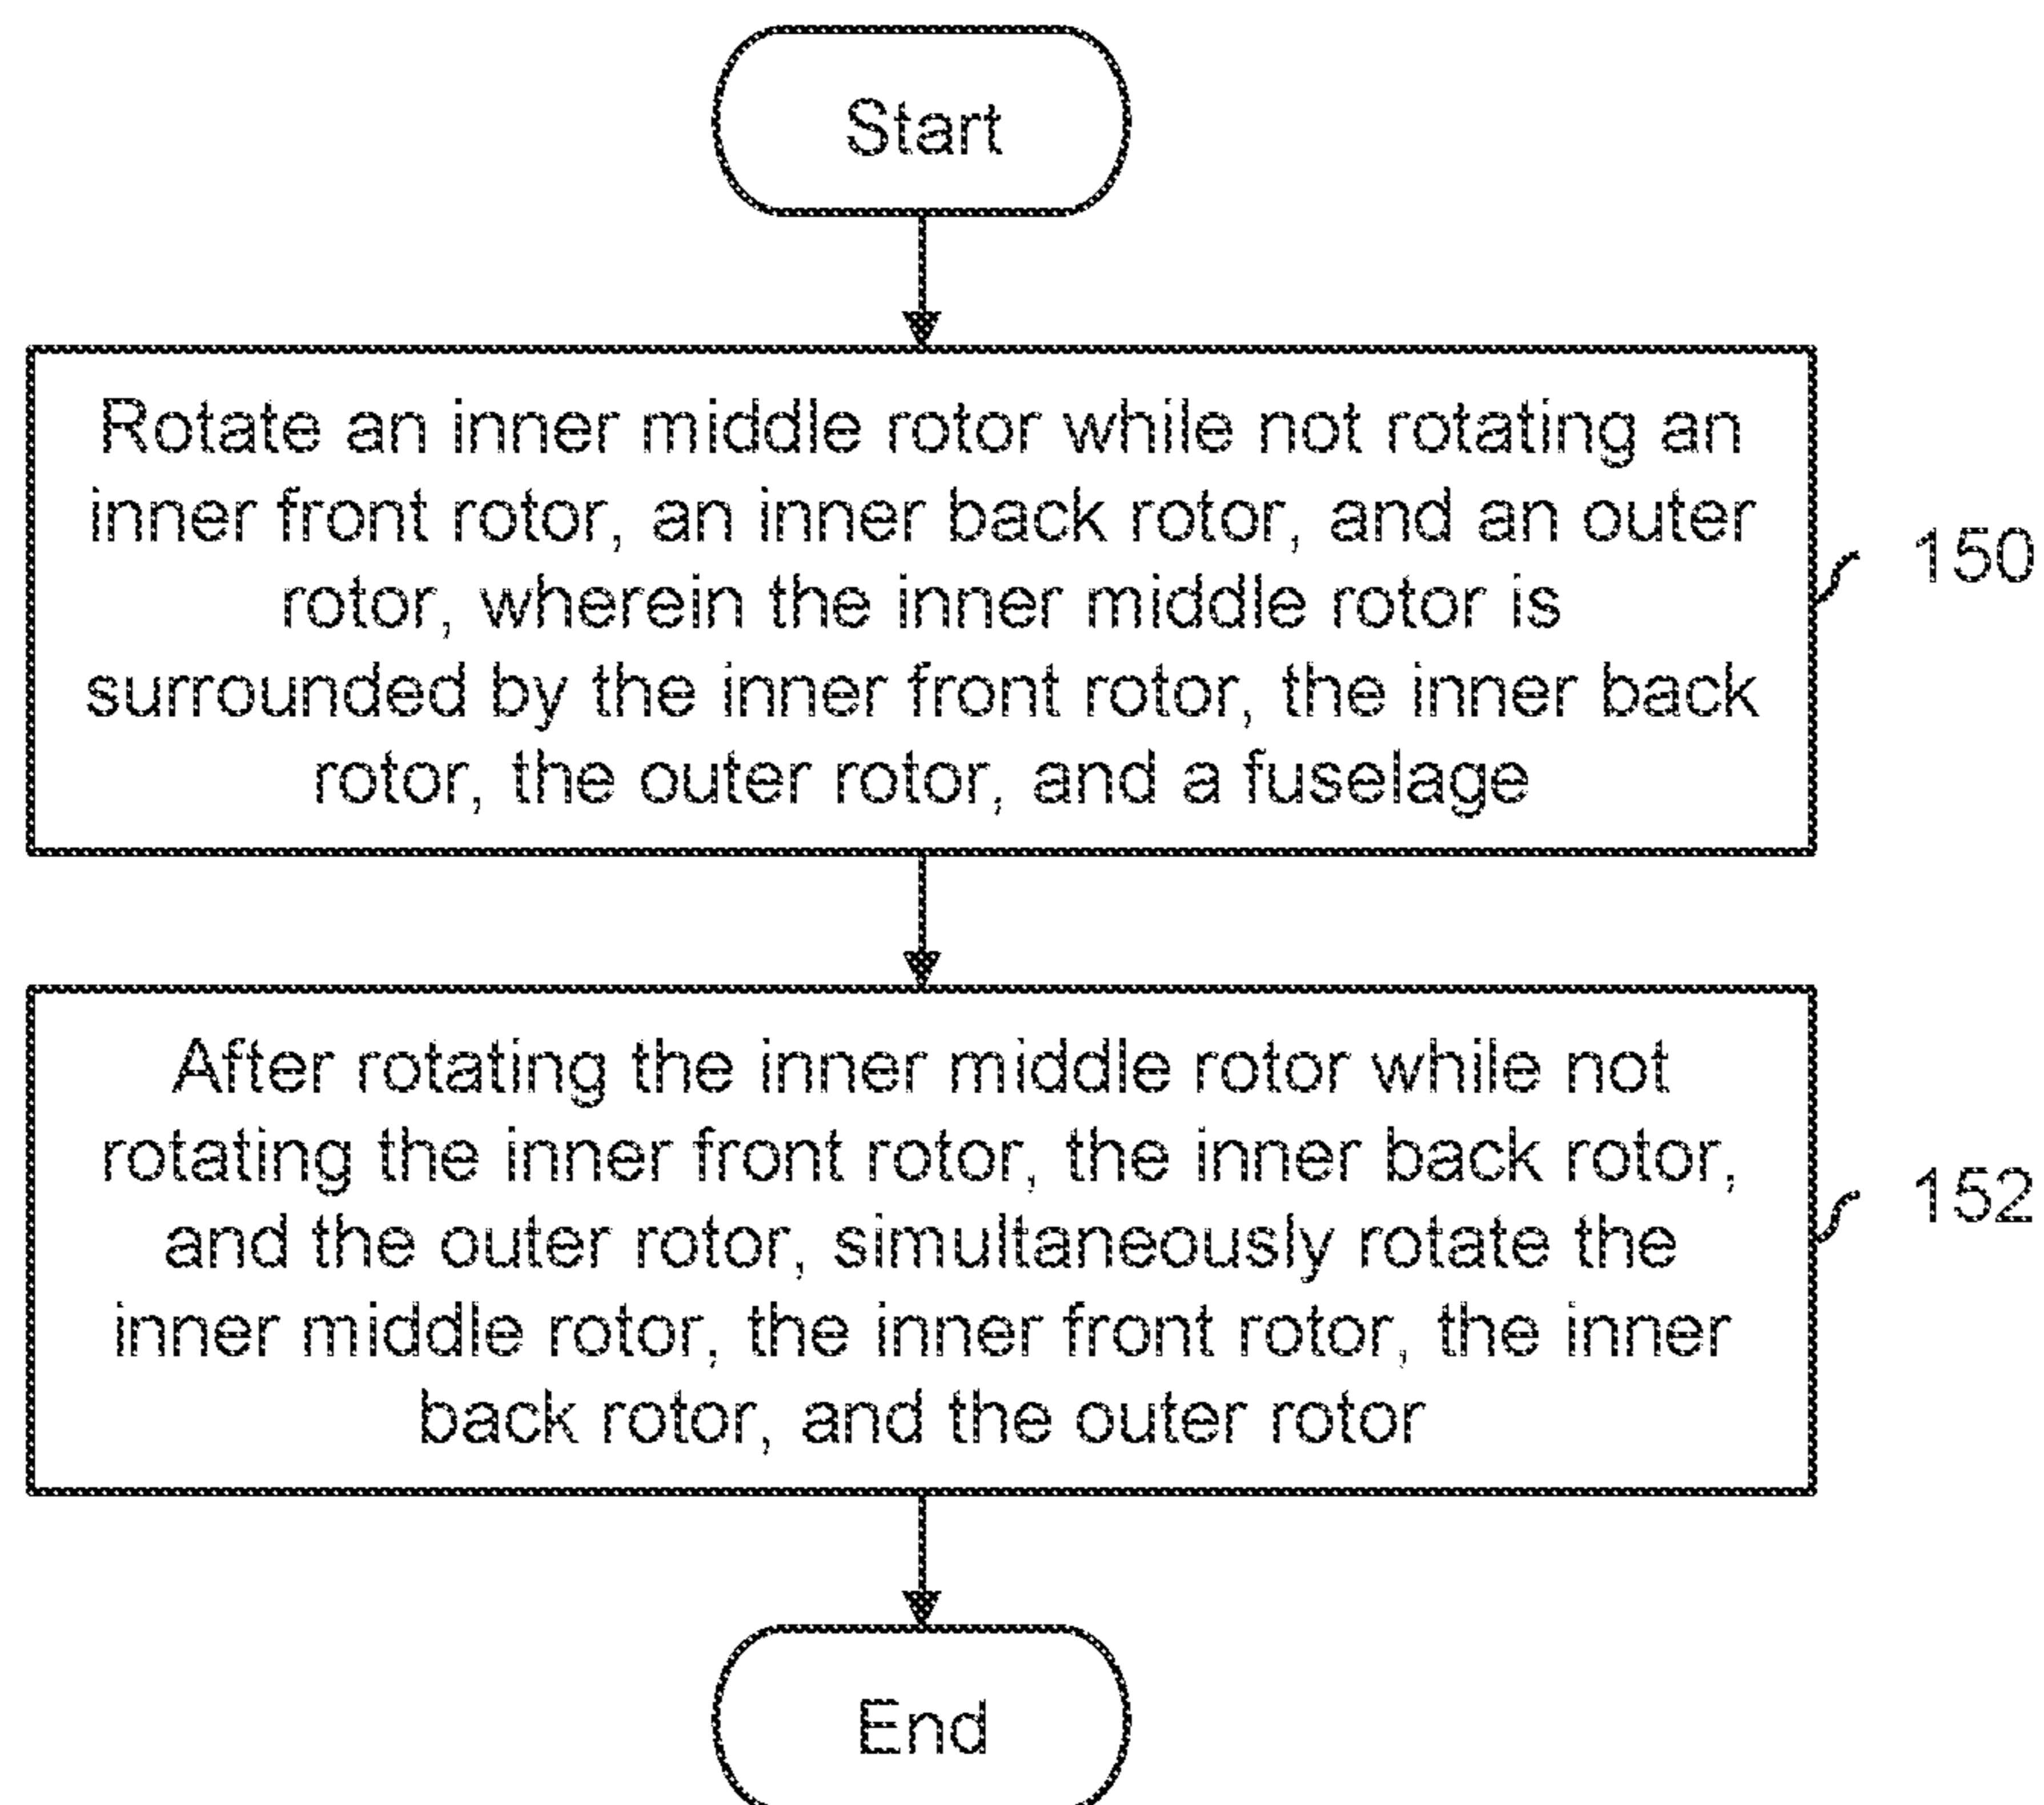 Start
Rotate an inner middle rotor while not rotating an
inner front rotor, an inner back rotor, and an outer
rotor, wherein the inner middle rotor is
surrounded by the inner front rotor, the inner back
rotor, the outer rotor, and a fuselage
150
After rotating the inner middle rotor while not
rotating the inner front rotor, the inner back rotor,
and the outer rotor, simultaneously rotate the
inner middle rotor, the inner front rotor, the inner
back rotor, and the outer rotor
152
End